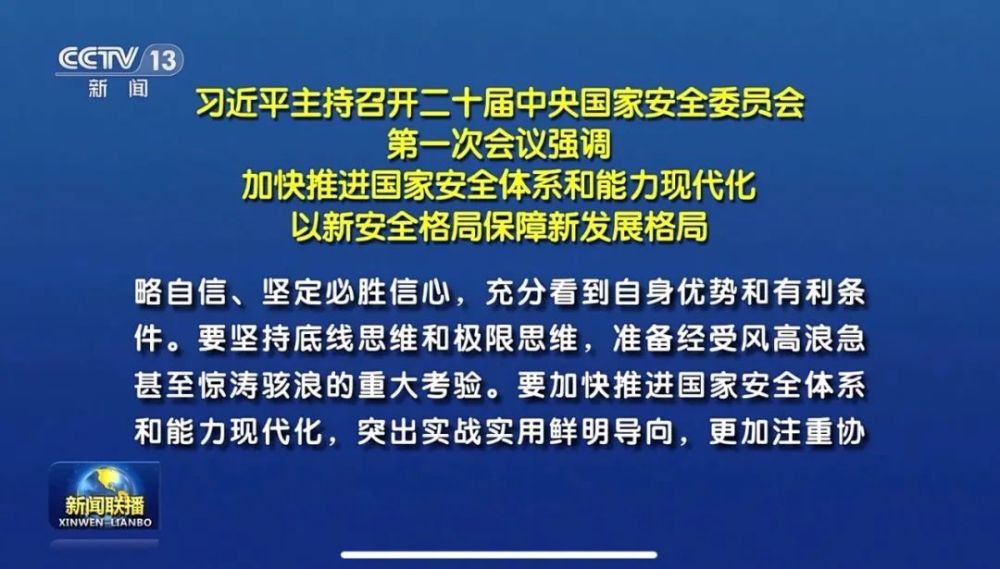 CCTV 13
新闻
习近平主持召开二十届中央国家安全委员会
第一次会议强调
加快推进国家安全体系和能力现代化
以新安全格局保障新发展格局
略自信、坚定必胜信心，充分看到自身优势和有利条
件。要坚持底线思维和极限思维，准备经受风高浪急
甚至惊涛骇浪的重大考验。要加快推进国家安全体系
和能力现代化，突出实战实用鲜明导向，更加注重协
新闻联播
XINWEN-LIANBO